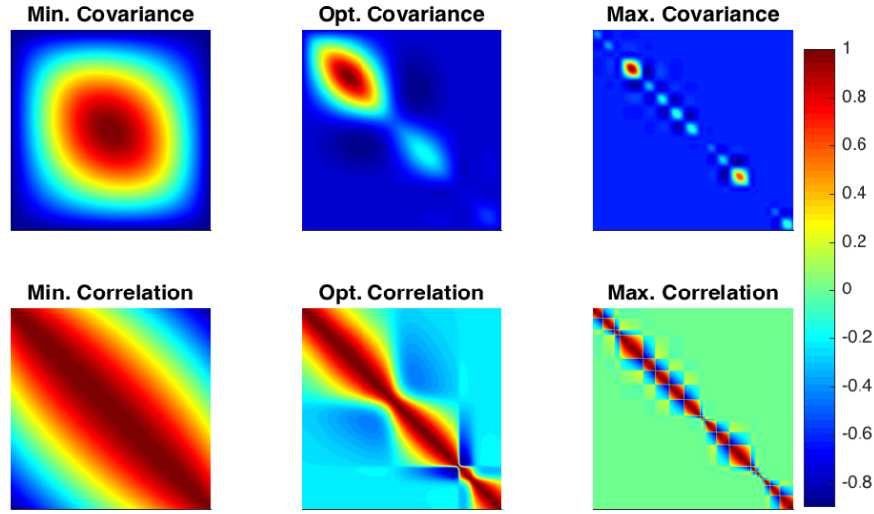 Min. Covariance
Opt. Covariance
Max. Covariance
Min. Correlation
Opt. Correlation
Max. Correlation
1
0.8
0.6
0.4
0.2
0
-0.2
-0.4
-0.6
-0.8